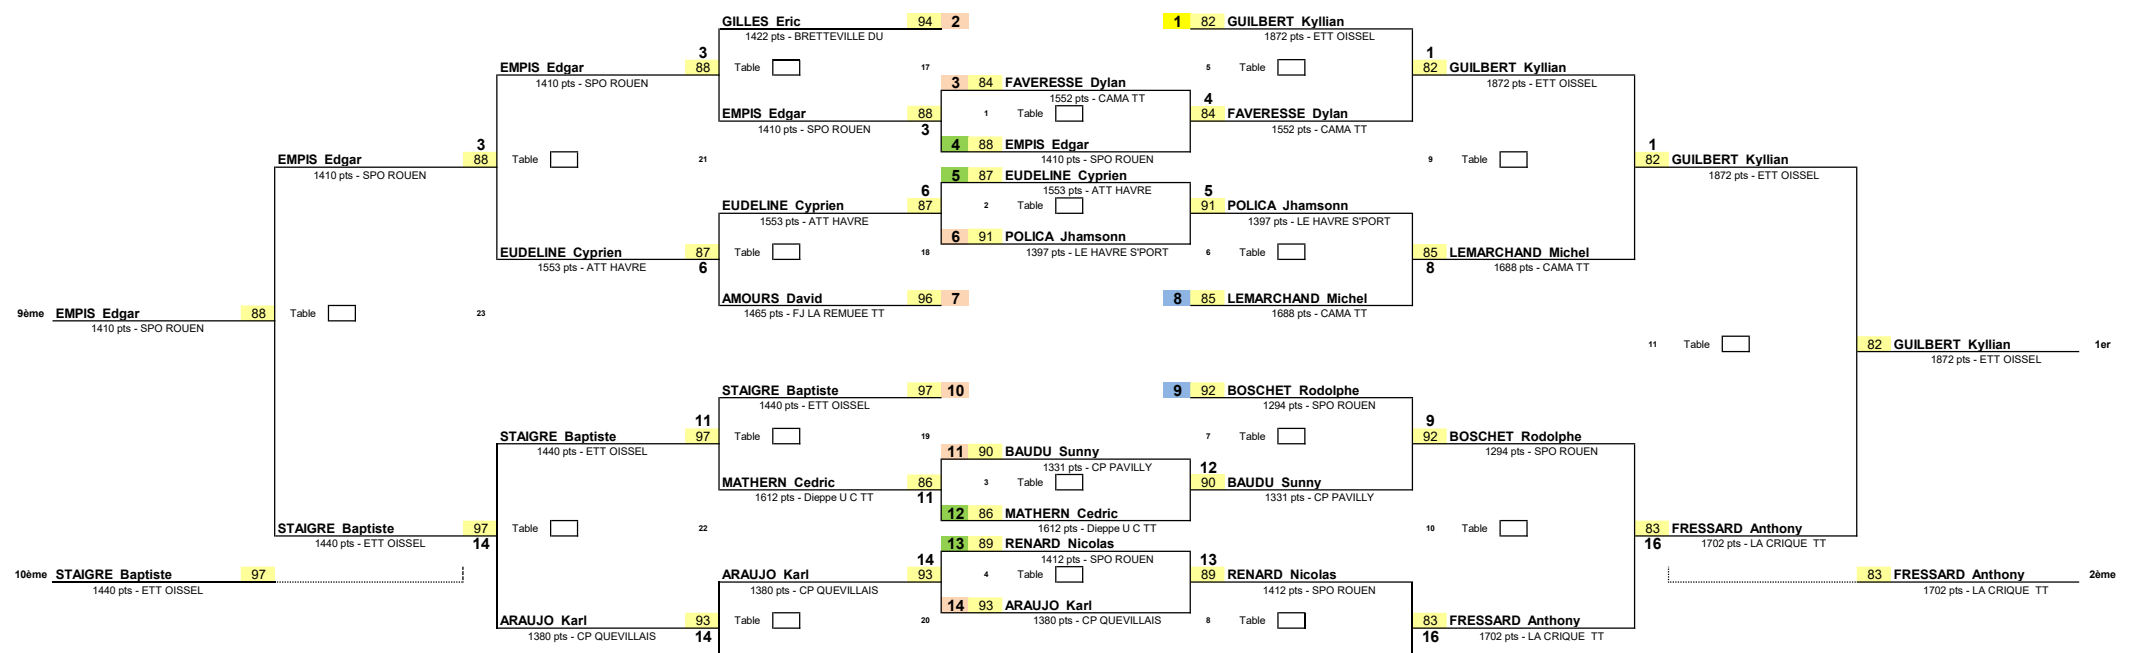 GILLES Eric 94 2 1 82 GUILBERT Kyllian
1422 pts - BRETTEVILLE DU 1872 pts - ETT OISSEL
3 1
EMPIS Edgar 88 Table 17 5 Table 82 GUILBERT Kyllian
1410 pts - SPO ROUEN 3 84 FAVERESSE Dylan 1872 pts - ETT OISSEL
1552 pts - CAMA TT 4
EMPIS Edgar 88 1 Table 84 FAVERESSE Dylan
1410 pts - SPO ROUEN 3 1552 pts - CAMA TT
3 4 88 EMPIS Edgar 1
EMPIS Edgar 88 Table 21 1410 pts - SPO ROUEN 9 Table 82 GUILBERT Kyllian
1410 pts - SPO ROUEN 5 87 EUDELINE Cyprien 1872 pts - ETT OISSEL
6 1553 pts - ATT HAVRE 5
EUDELINE Cyprien 87 2 Table 91 POLICA Jhamsonn
1553 pts - ATT HAVRE 1397 pts - LE HAVRE S'PORT
6 91 POLICA Jhamsonn
EUDELINE Cyprien 87 Table 18 1397 pts - LE HAVRE S'PORT 6 Table 85 LEMARCHAND Michel
1553 pts - ATT HAVRE 6 8 1688 pts - CAMA TT
AMOURS David 96 7 8 85 LEMARCHAND Michel
9ème EMPIS Edgar 88 Table 23 1465 pts - FJ LA REMUEE TT 1688 pts - CAMA TT
1410 pts - SPO ROUEN
11 Table 82 GUILBERT Kyllian 1er
1872 pts - ETT OISSEL
STAIGRE Baptiste 97 10 9 92 BOSCHET Rodolphe
1440 pts - ETT OISSEL 1294 pts - SPO ROUEN
11 9
STAIGRE Baptiste 97 Table 19 7 Table 92 BOSCHET Rodolphe
1440 pts - ETT OISSEL 11 90 BAUDU Sunny 1294 pts - SPO ROUEN
1331 pts - CP PAVILLY 12
MATHERN Cedric 86 3 Table 90 BAUDU Sunny
1612 pts - Dieppe U C TT 11 1331 pts - CP PAVILLY
12 86 MATHERN Cedric
STAIGRE Baptiste 97 Table 22 1612 pts - Dieppe U C TT 10 Table 83 FRESSARD Anthony
1440 pts - ETT OISSEL 14 13 89 RENARD Nicolas 16 1702 pts - LA CRIQUE TT
14 1412 pts - SPO ROUEN 13
10ème STAIGRE Baptiste 97 ARAUJO Karl 93 4 Table 89 RENARD Nicolas 83 FRESSARD Anthony 2ème
1440 pts - ETT OISSEL 1380 pts - CP QUEVILLAIS 1412 pts - SPO ROUEN 1702 pts - LA CRIQUE TT
14 93 ARAUJO Karl
ARAUJO Karl 93 Table 20 1380 pts - CP QUEVILLAIS 8 Table 83 FRESSARD Anthony
1380 pts - CP QUEVILLAIS 14 16 1702 pts - LA CRIQUE TT